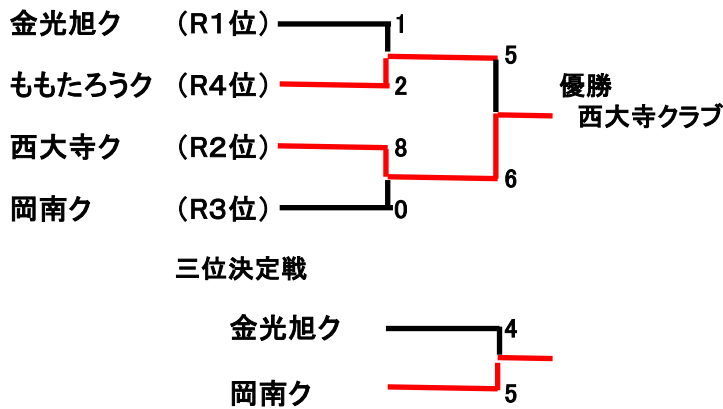 金光旭ク (R1位) 1
5
ももたろうク (R4位) 2
優勝
西大寺クラブ
西大寺ク (R2位) 8
6
岡南ク (R3位) 0
三位決定戦
金光旭ク 4
岡南ク 5